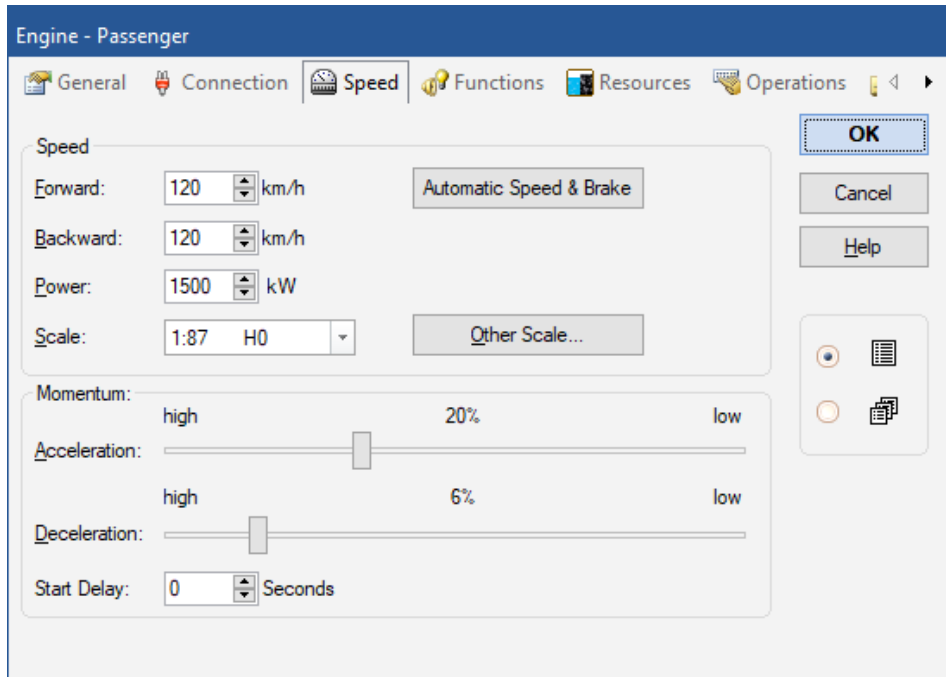 Engine - Passenger
General Connection Speed Functions Resources Operations
Speed
Forward: 120 km/h Automatic Speed & Brake
Backward: 120 km/h
Power: 1500 kW
Scale: 1:87 H0 Other Scale...
OK
Cancel
Help
Momentum:
high 20% low
Acceleration:
high 6% low
Deceleration:
Start Delay: 0 Seconds